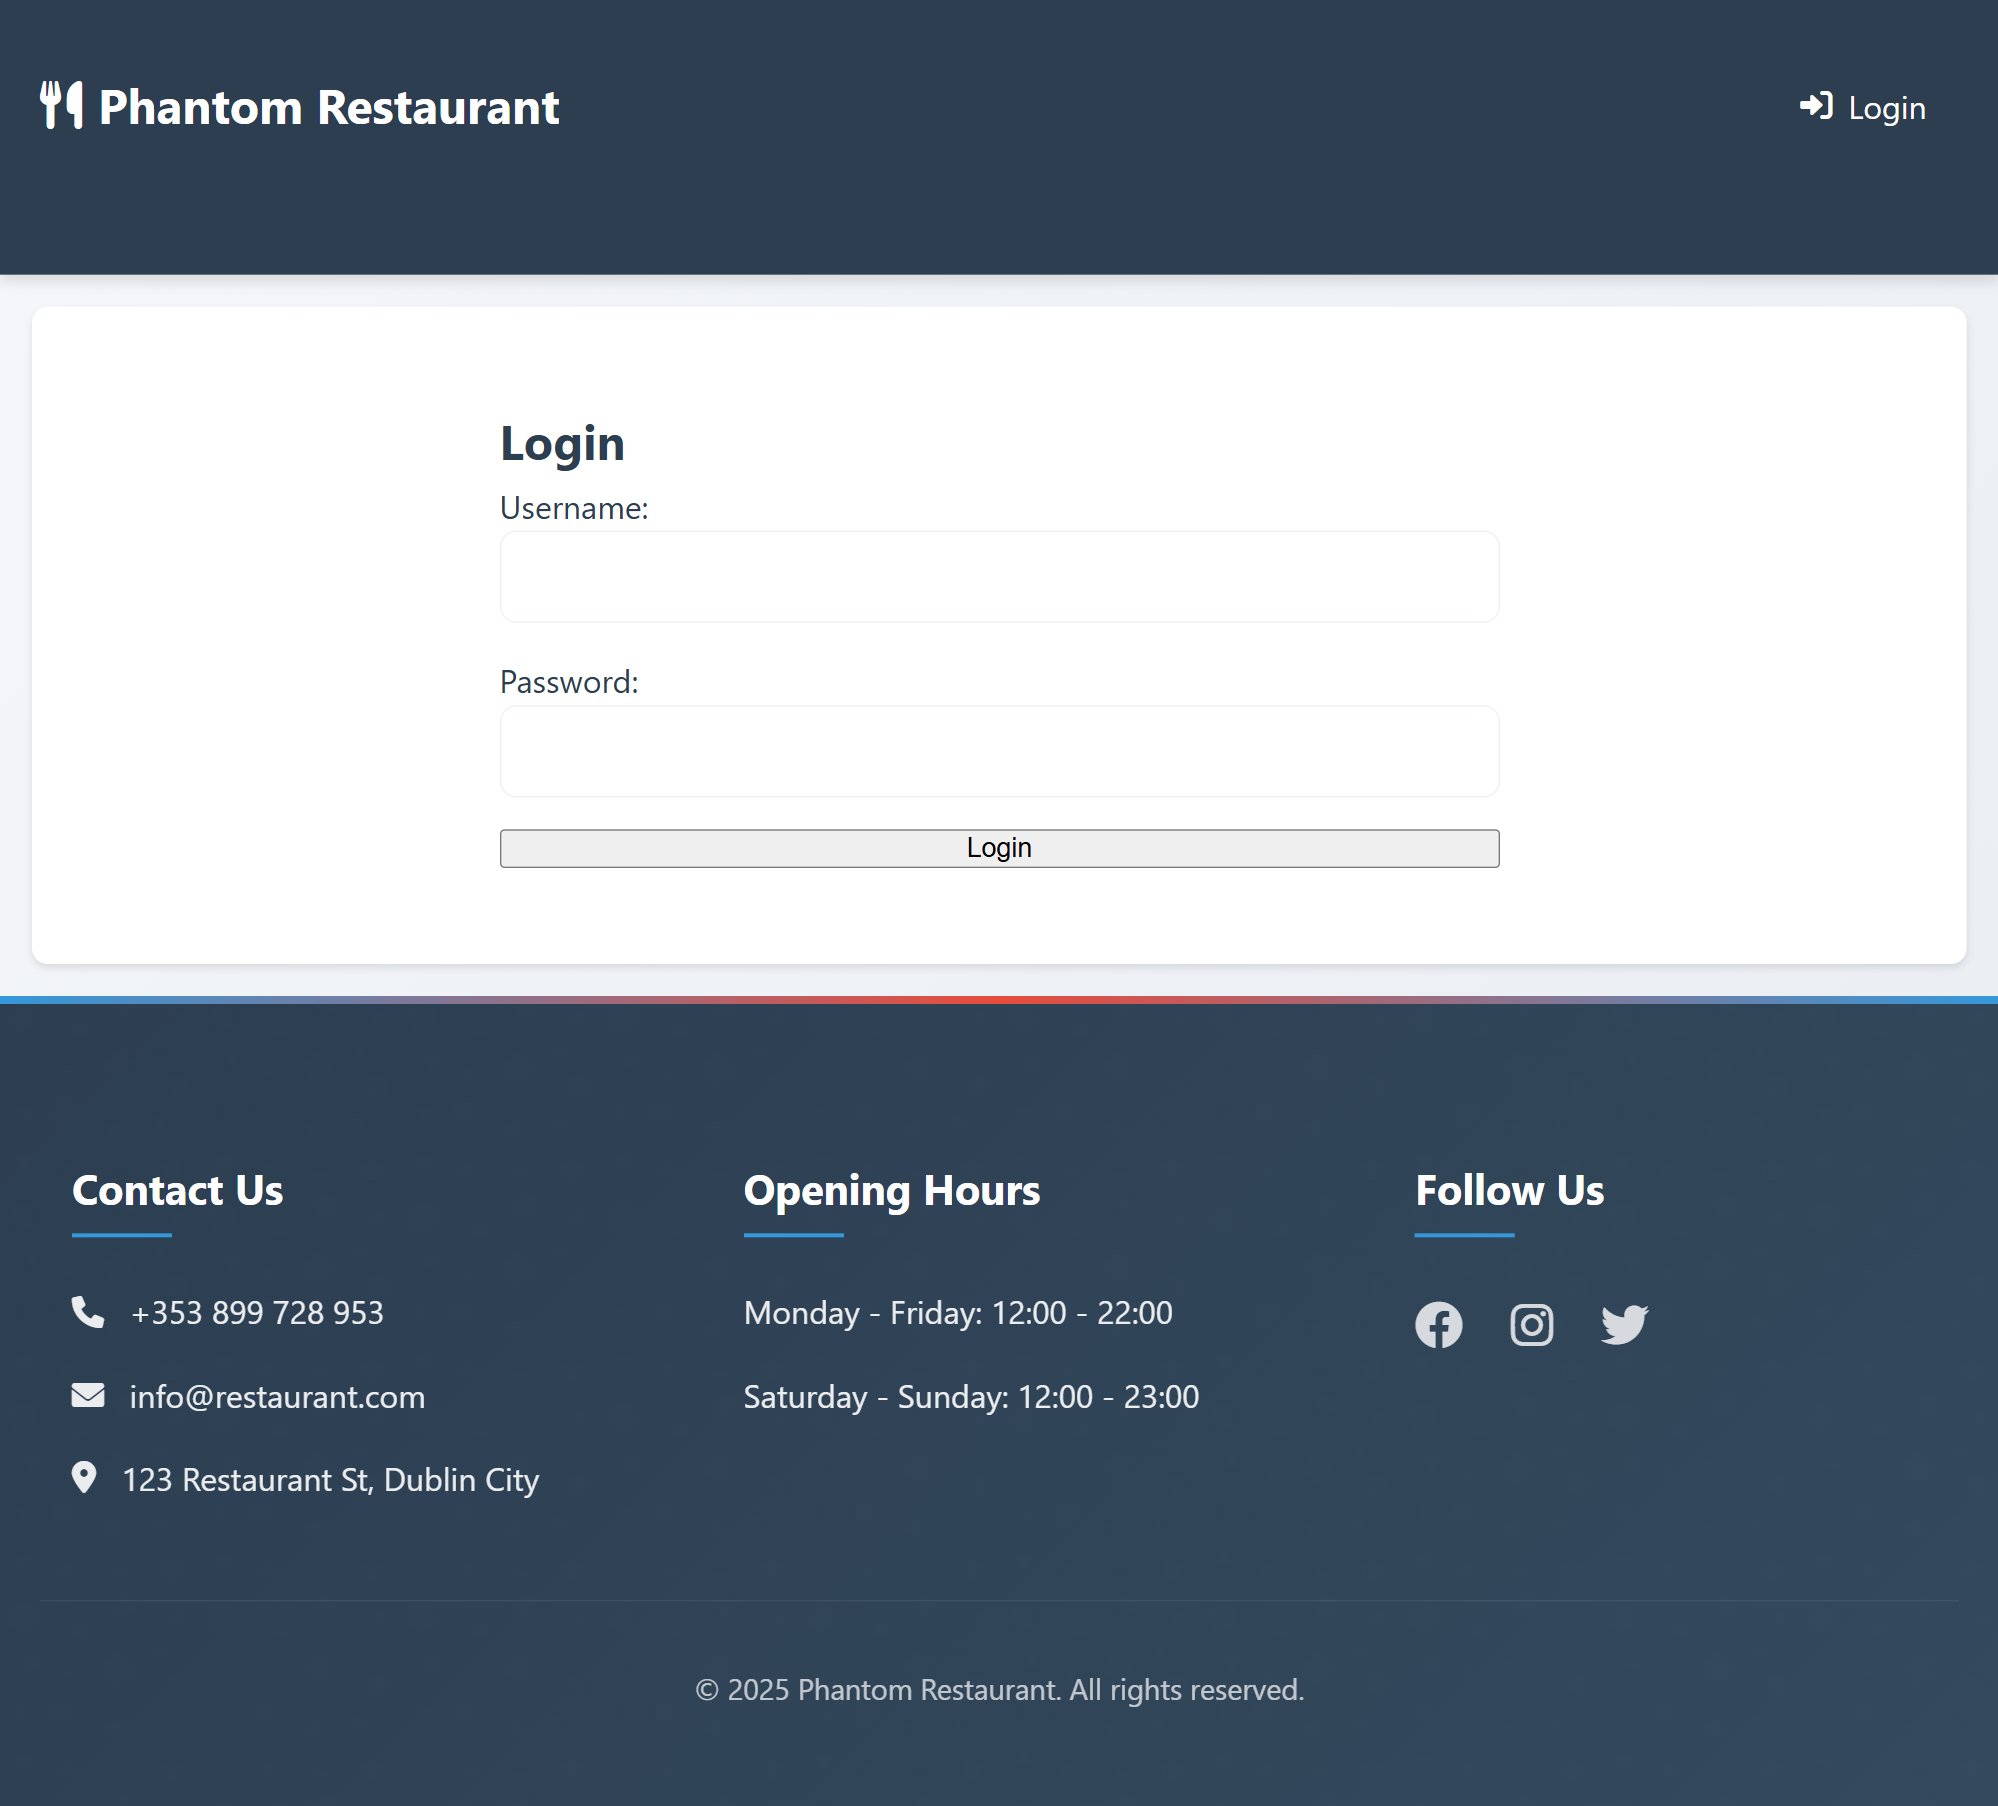 Phantom Restaurant
Login
Login
Username:
Password:
Login
Contact Us
+353 899 728 953
info@restaurant.com
123 Restaurant St, Dublin City
Opening Hours
Monday - Friday: 12:00 - 22:00
Saturday - Sunday: 12:00 - 23:00
Follow Us
© 2025 Phantom Restaurant. All rights reserved.